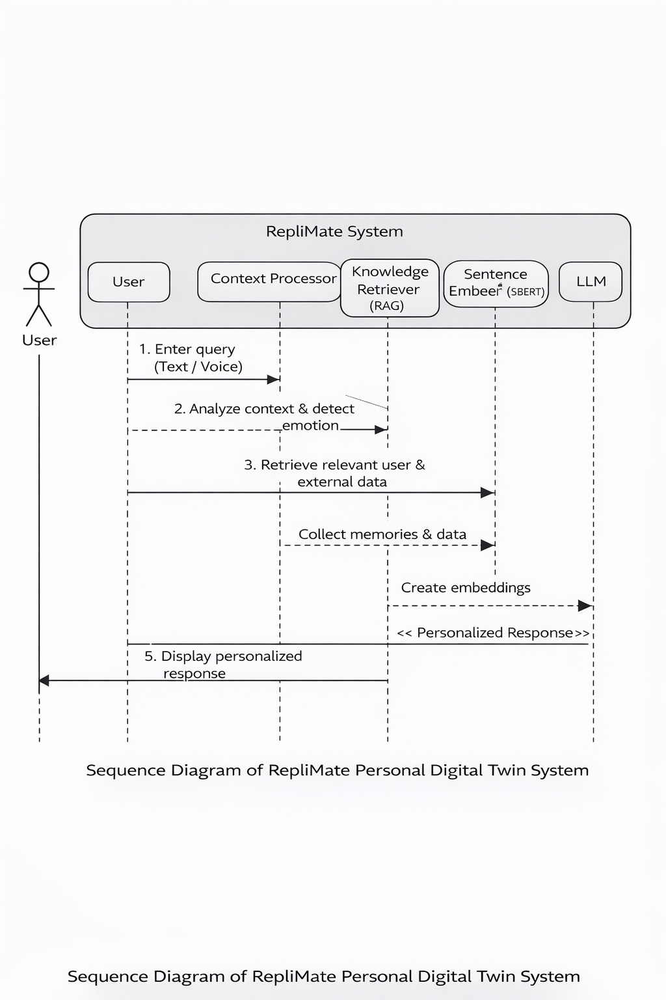 RepliMate System
User
Context Processor
Knowledge
Retriever
(RAG)
Sentence
Embeer (SBERT)
LLM
User
1. Enter query
(Text / Voice)
2. Analyze context & detect
emotion
3. Retrieve relevant user &
external data
Collect memories & data
Create embeddings
<< Personalized Response>>
5. Display personalized
response
Sequence Diagram of RepliMate Personal Digital Twin System
Sequence Diagram of RepliMate Personal Digital Twin System